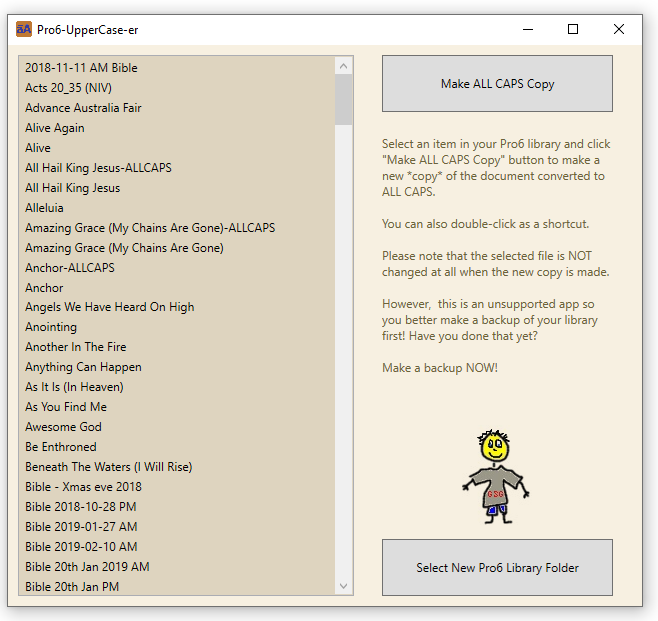 Pro6-UpperCase-er
2018-11-11 AM Bible
Acts 20_35 (NIV)
Advance Australia Fair
Alive Again
Alive
All Hail King Jesus-ALLCAPS
All Hail King Jesus
Alleluia
Amazing Grace (My Chains Are Gone)-ALLCAPS
Amazing Grace (My Chains Are Gone)
Anchor-ALLCAPS
Anchor
Angels We Have Heard On High
Anointing
Another In The Fire
Anything Can Happen
As It Is (In Heaven)
As You Find Me
Awesome God
Be Enthroned
Beneath The Waters (I Will Rise)
Bible - Xmas eve 2018
Bible 2018-10-28 PM
Bible 2019-01-27 AM
Bible 2019-02-10 AM
Bible 20th Jan 2019 AM
Bible 20th Jan PM
Make ALL CAPS Copy
Select an item in your Pro6 library and click
"Make ALL CAPS Copy" button to make a
new *copy* of the document converted to
ALL CAPS.
You can also double-click as a shortcut.
Please note that the selected file is NOT
changed at all when the new copy is made.
However,  this is an unsupported app so
you better make a backup of your library
first! Have you done that yet?
Make a backup NOW!
GSG
Select New Pro6 Library Folder